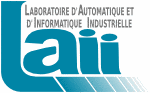 LABORATOIRE D'AUTOMATIQUE ET
D'INFORMATIQUE INDUSTRIELLE
Laii